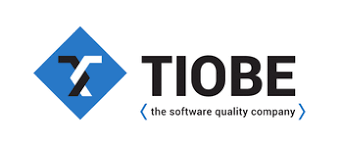 TIOBE
⟨ the software quality company ⟩